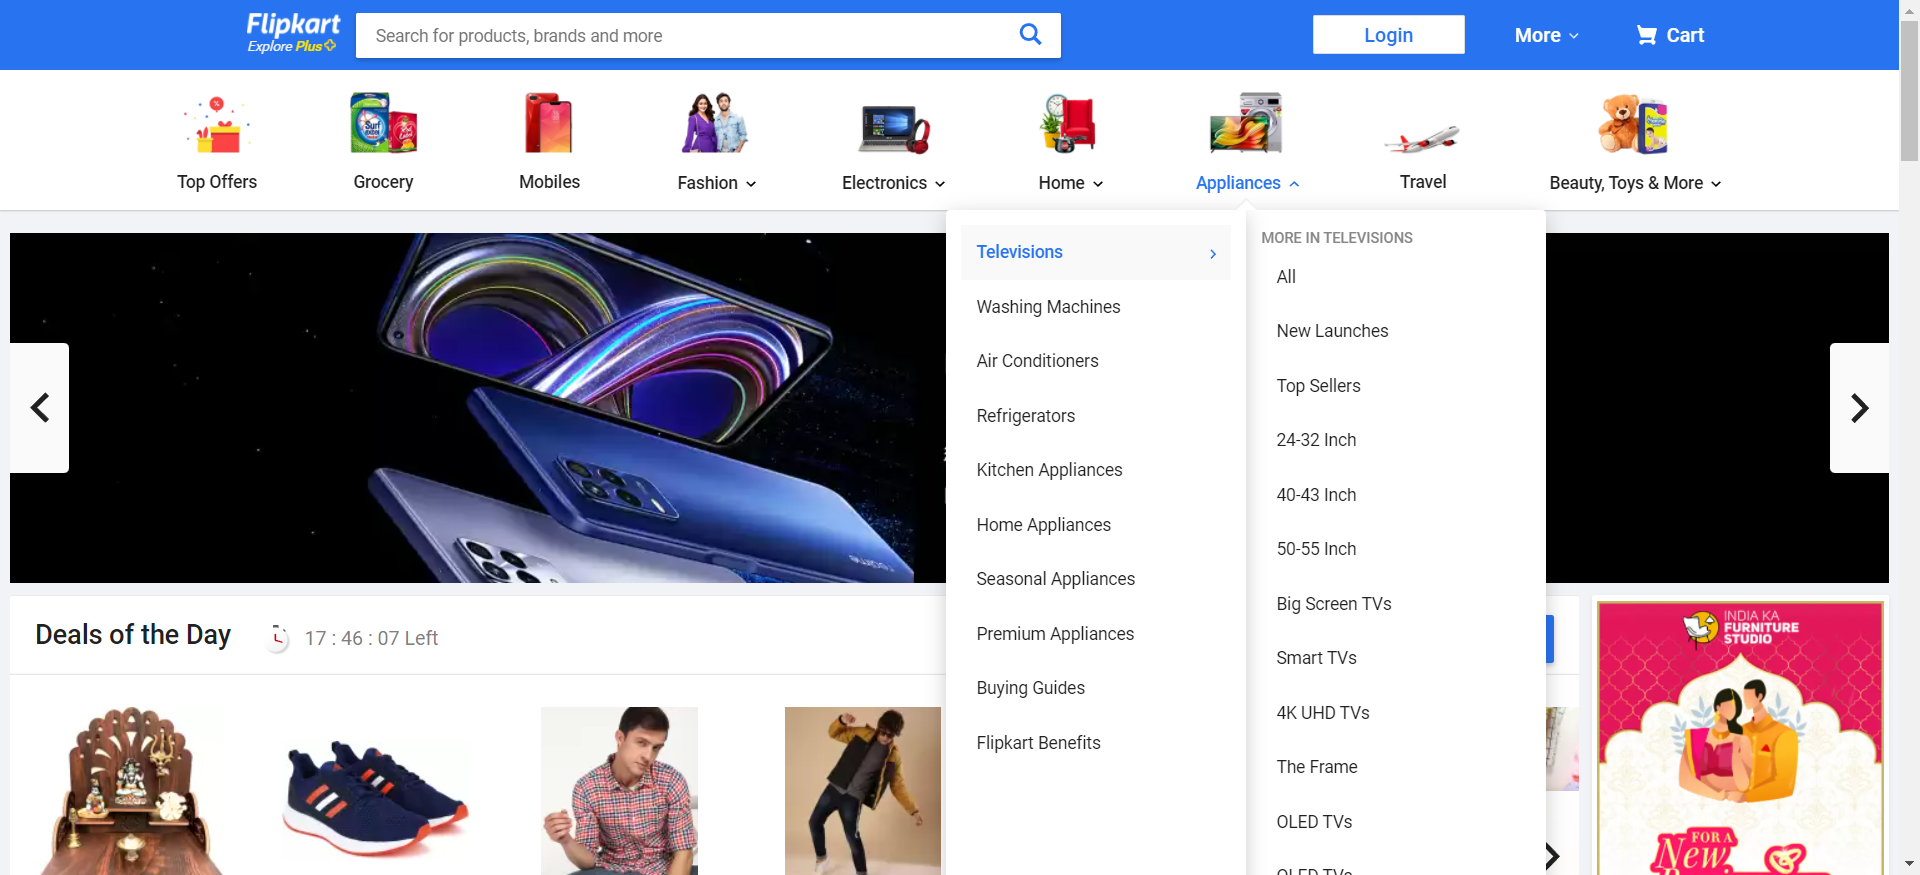 Flipkart
Explore Plus
Search for products, brands and more
Login
More
Cart
Top Offers
Grocery
Mobiles
Fashion
Electronics
Home
Appliances
Travel
Beauty, Toys & More
Televisions
Washing Machines
Air Conditioners
Refrigerators
Kitchen Appliances
Home Appliances
Seasonal Appliances
Premium Appliances
Buying Guides
Flipkart Benefits
MORE IN TELEVISIONS
All
New Launches
Top Sellers
24-32 Inch
40-43 Inch
50-55 Inch
Big Screen TVs
Smart TVs
4K UHD TVs
The Frame
OLED TVs
Deals of the Day
17 : 46 : 07 Left
INDIA KA
FURNITURE
STUDIO
FOR A
New
Surf
excel